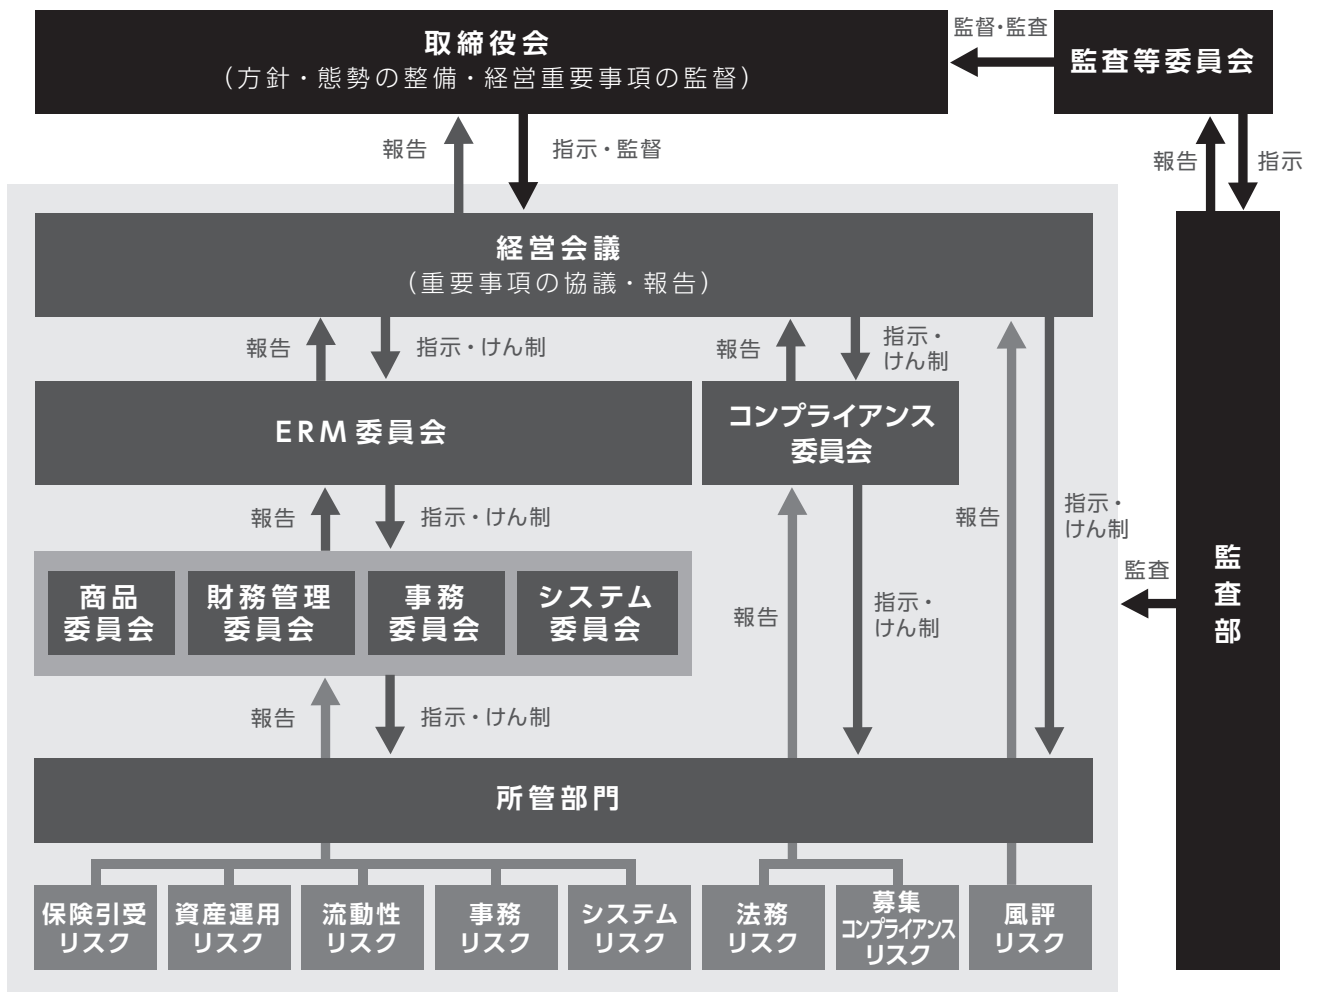 取締役会
（方針・態勢の整備・経営重要事項の監督）
監督・監査
監査等委員会
報告
指示・監督
報告
指示
経営会議
（重要事項の協議・報告）
報告
指示・けん制
報告
指示・
けん制
ERM 委員会
コンプライアンス
委員会
報告
指示・けん制
報告
指示・
けん制
監査
監査部
商品
委員会
財務管理
委員会
事務
委員会
システム
委員会
報告
指示・
けん制
報告
指示・けん制
所管部門
保険引受
リスク
資産運用
リスク
流動性
リスク
事務
リスク
システム
リスク
法務
リスク
募集
コンプライアンス
リスク
風評
リスク